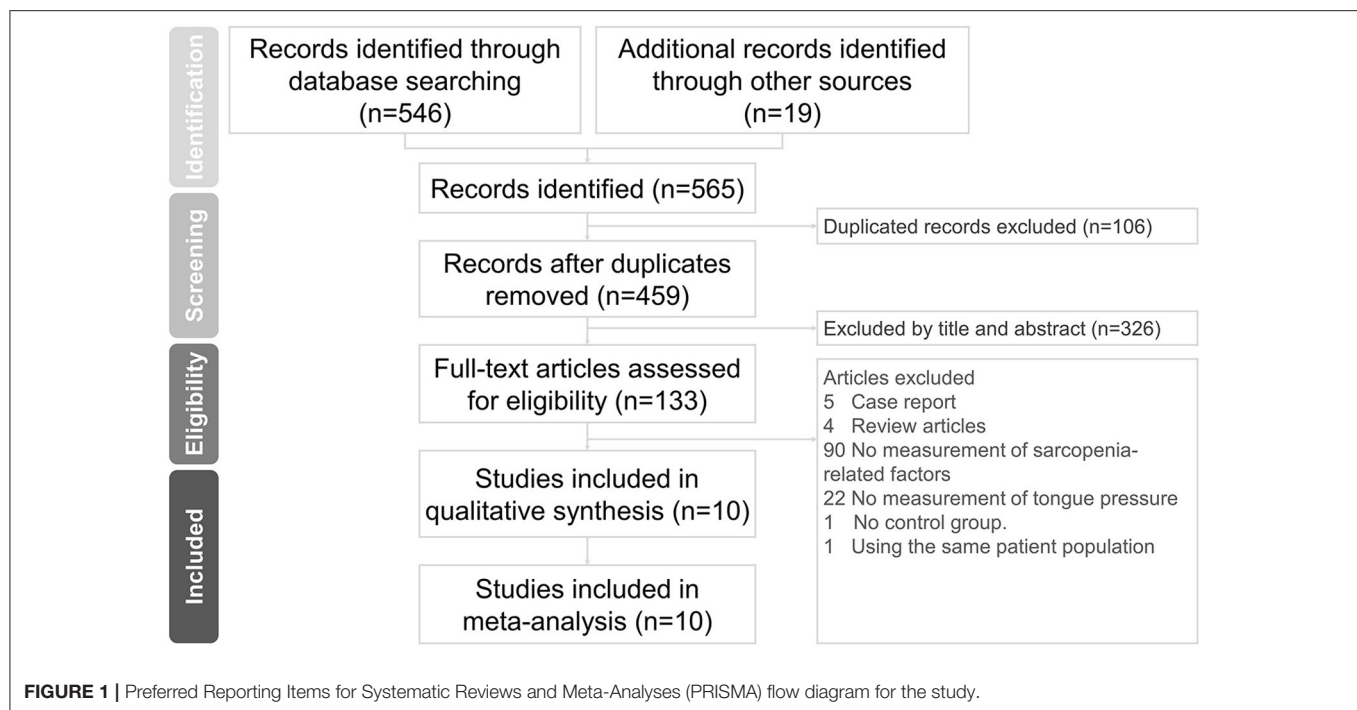 Identification
Records identified through
database searching
(n=546)
Additional records identified
through other sources
(n=19)
Records identified (n=565)
Screening
Duplicated records excluded (n=106)
Records after duplicates
removed (n=459)
Excluded by title and abstract (n=326)
Eligibility
Full-text articles assessed
for eligibility (n=133)
Articles excluded
5 Case report
4 Review articles
90 No measurement of sarcopenia-
related factors
22 No measurement of tongue pressure
1 No control group.
1 Using the same patient population
Included
Studies included in
qualitative synthesis (n=10)
Studies included in
meta-analysis (n=10)
FIGURE 1 | Preferred Reporting Items for Systematic Reviews and Meta-Analyses (PRISMA) flow diagram for the study.